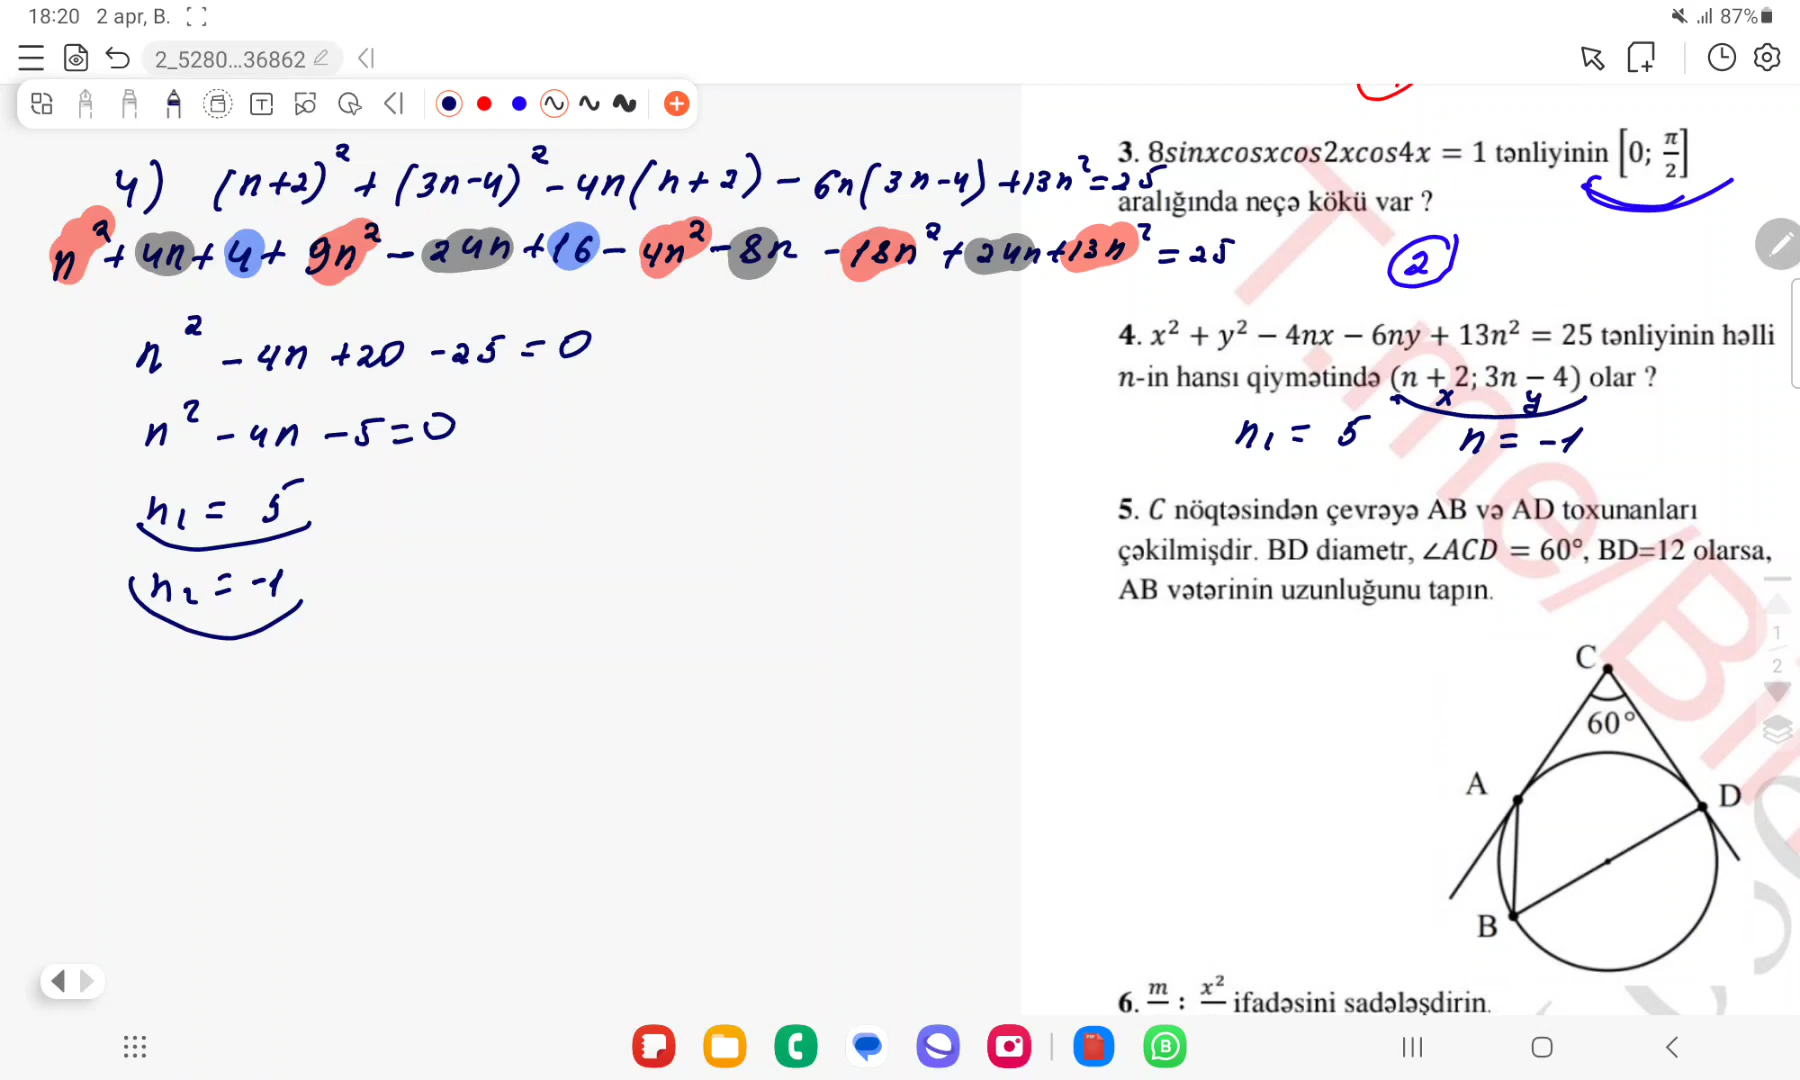 18:20 2 apr, B.
87%
2_5280...36862
4) (n+2)² + (3n-4)² - 4n(n+2) - 6n(3n-4) + 13n² = 25
n² + 4n + 4 + 9n² - 24n + 16 - 4n² - 8n - 18n² + 24n + 13n² = 25
n² - 4n + 20 - 25 = 0
n² - 4n - 5 = 0
n₁ = 5
n₂ = -1
3. 8sinxcosxcos2xcos4x = 1 tənliyinin [0; π/2]
aralığında neçə kökü var ?
2
4. x² + y² − 4nx − 6ny + 13n² = 25 tənliyinin həlli
n-in hansı qiymətində (n + 2; 3n − 4) olar ?
x y
n₁ = 5 n = -1
5. C nöqtəsindən çevrəyə AB və AD toxunanları
çəkilmişdir. BD diametr, ∠ACD = 60°, BD=12 olarsa,
AB vətərinin uzunluğunu tapın.
C
60°
A
D
B
6. m : x² ifadəsini sadələşdirin.
T.me/Bi
1
2